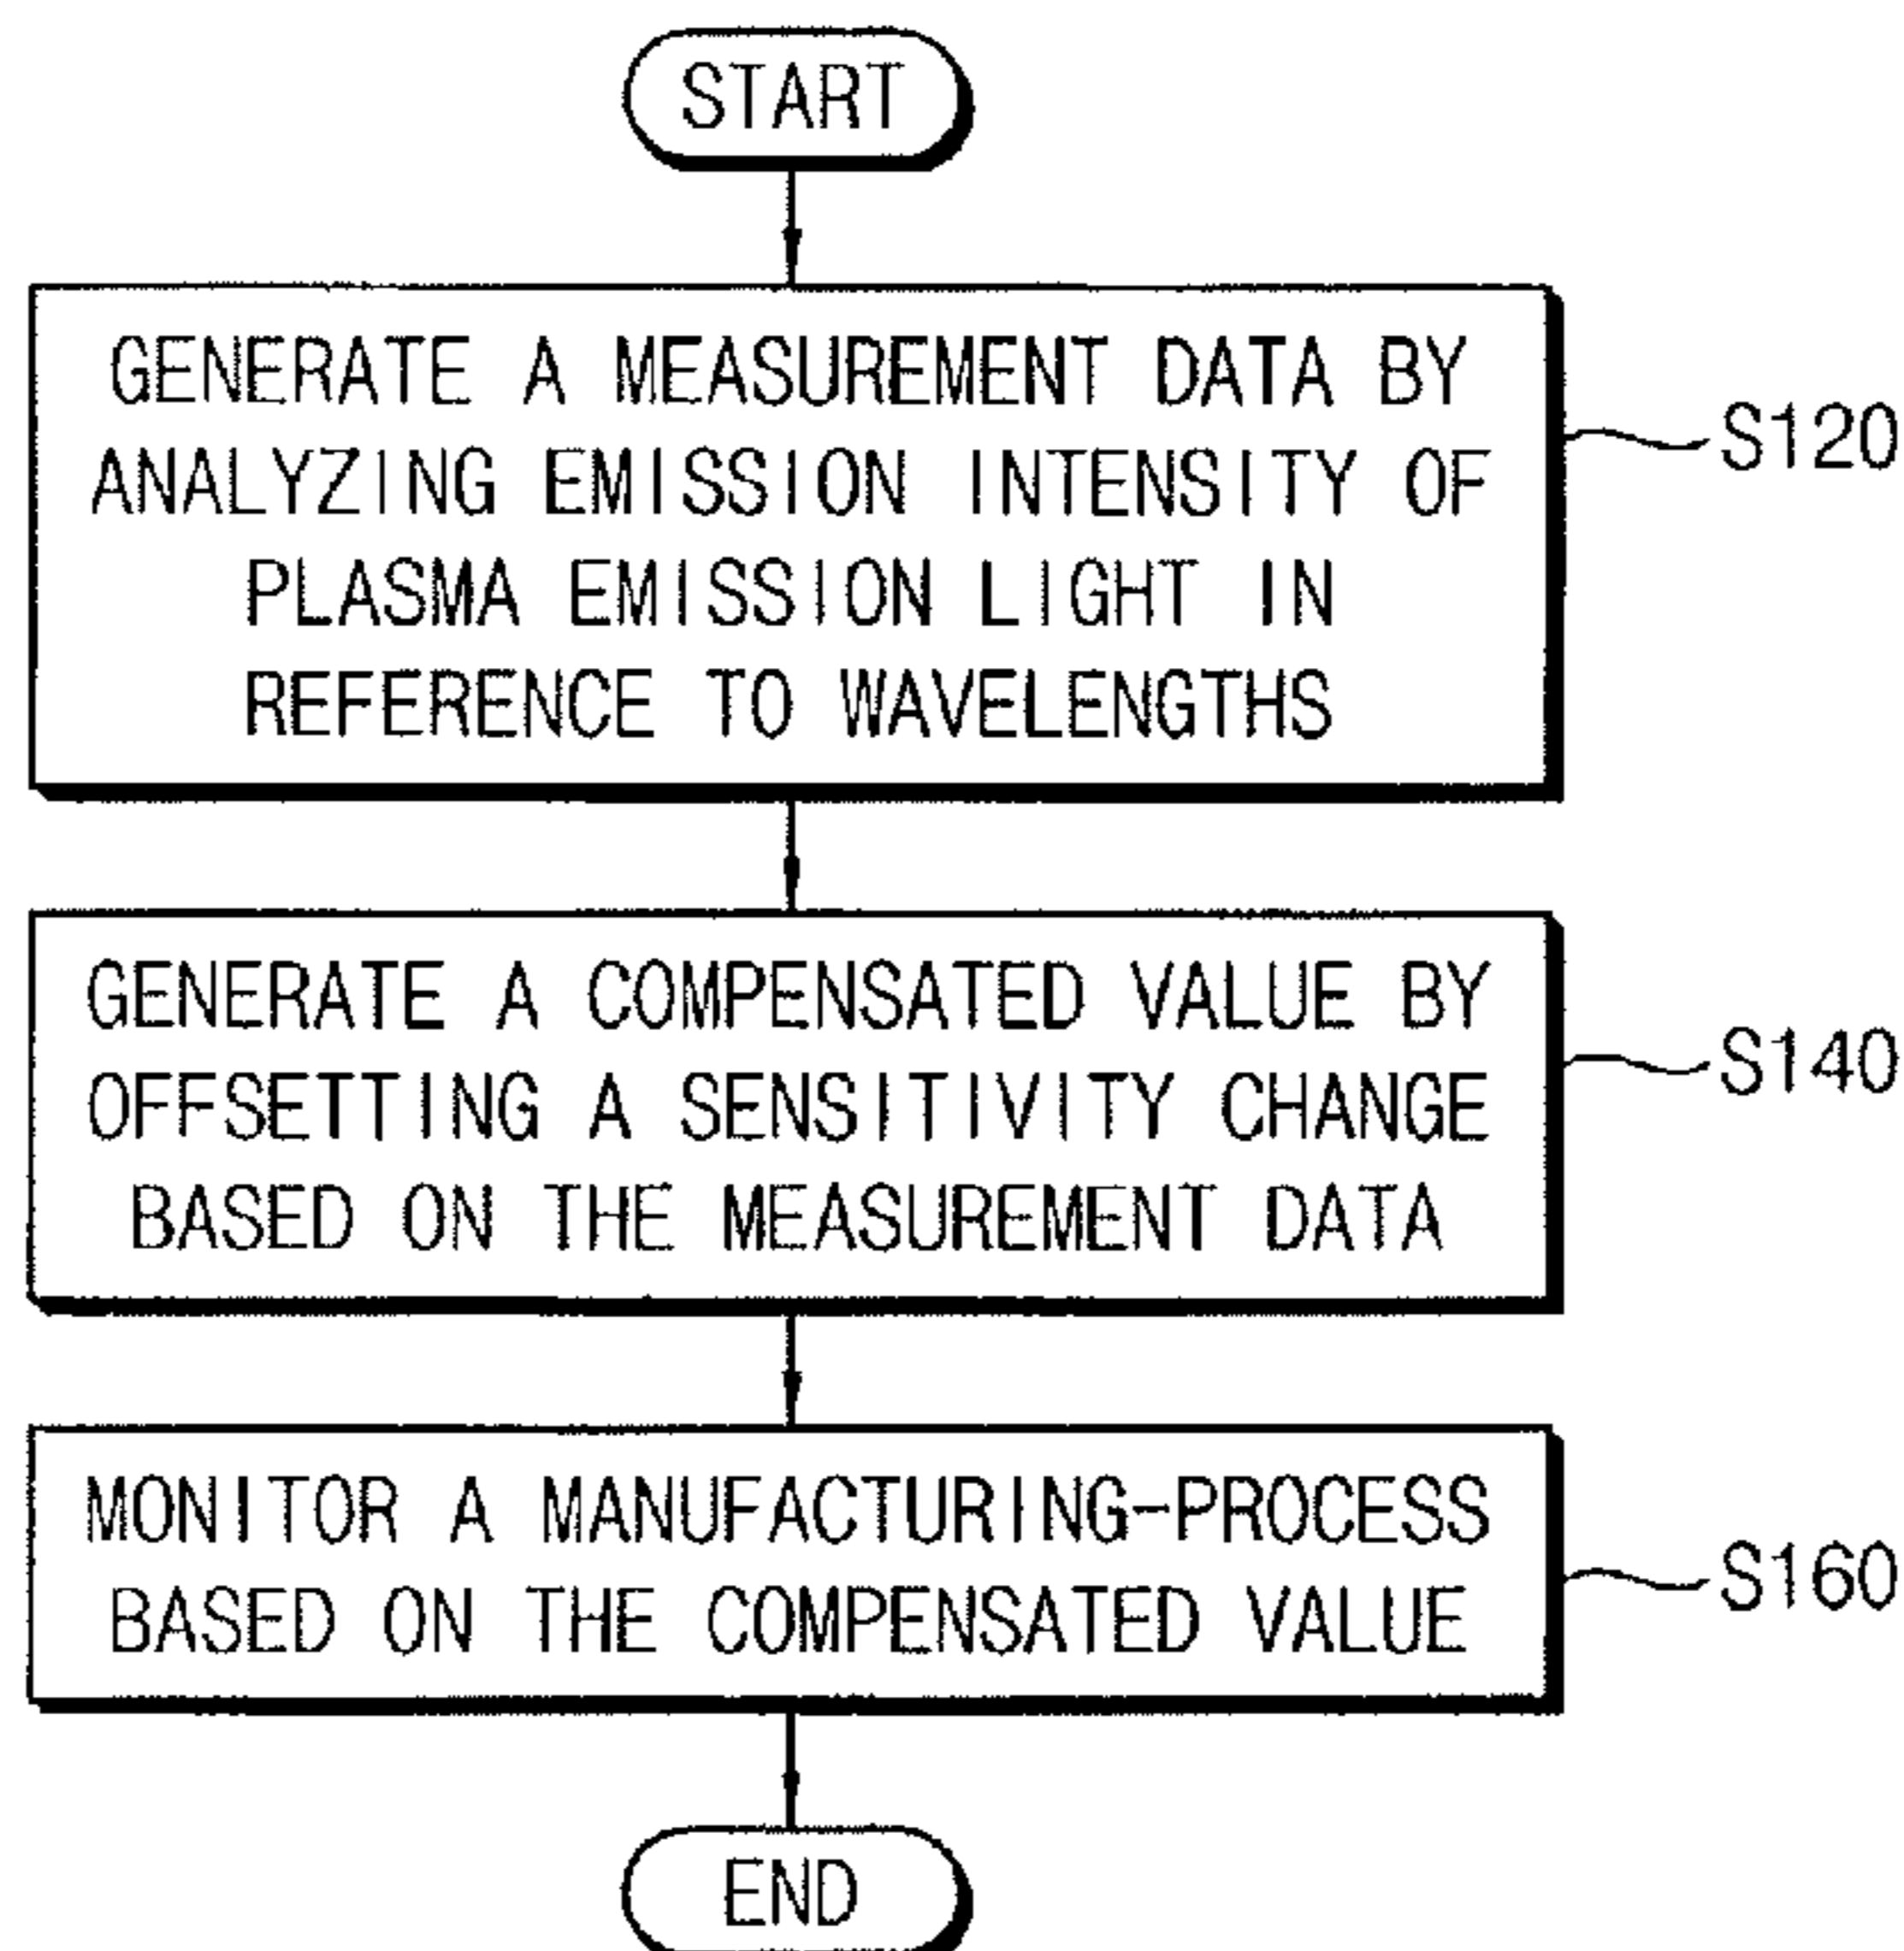 START
GENERATE A MEASUREMENT DATA BY
ANALYZING EMISSION INTENSITY OF
PLASMA EMISSION LIGHT IN
REFERENCE TO WAVELENGTHS
S120
GENERATE A COMPENSATED VALUE BY
OFFSETTING A SENSITIVITY CHANGE
BASED ON THE MEASUREMENT DATA
S140
MONITOR A MANUFACTURING-PROCESS
BASED ON THE COMPENSATED VALUE
S160
END